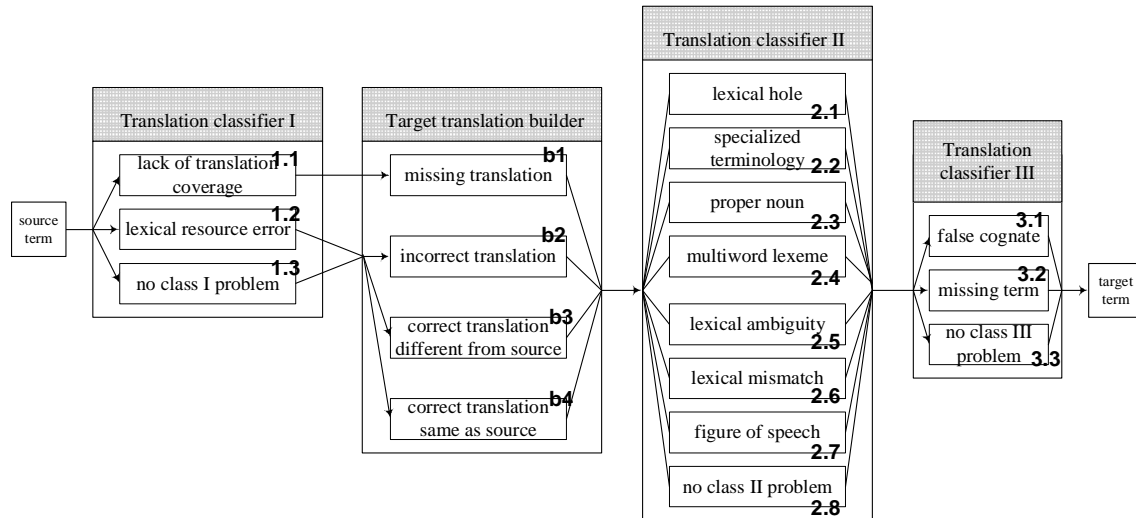 source
term
Translation classifier I
1.1
lack of translation
coverage
1.2
lexical resource error
1.3
no class I problem
Target translation builder
b1
missing translation
b2
incorrect translation
b3
correct translation
different from source
b4
correct translation
same as source
Translation classifier II
lexical hole
2.1
specialized
terminology
2.2
proper noun
2.3
multiword lexeme
2.4
lexical ambiguity
2.5
lexical mismatch
2.6
figure of speech
2.7
no class II problem
2.8
Translation
classifier III
3.1
false cognate
3.2
missing term
no class III
problem
3.3
target
term